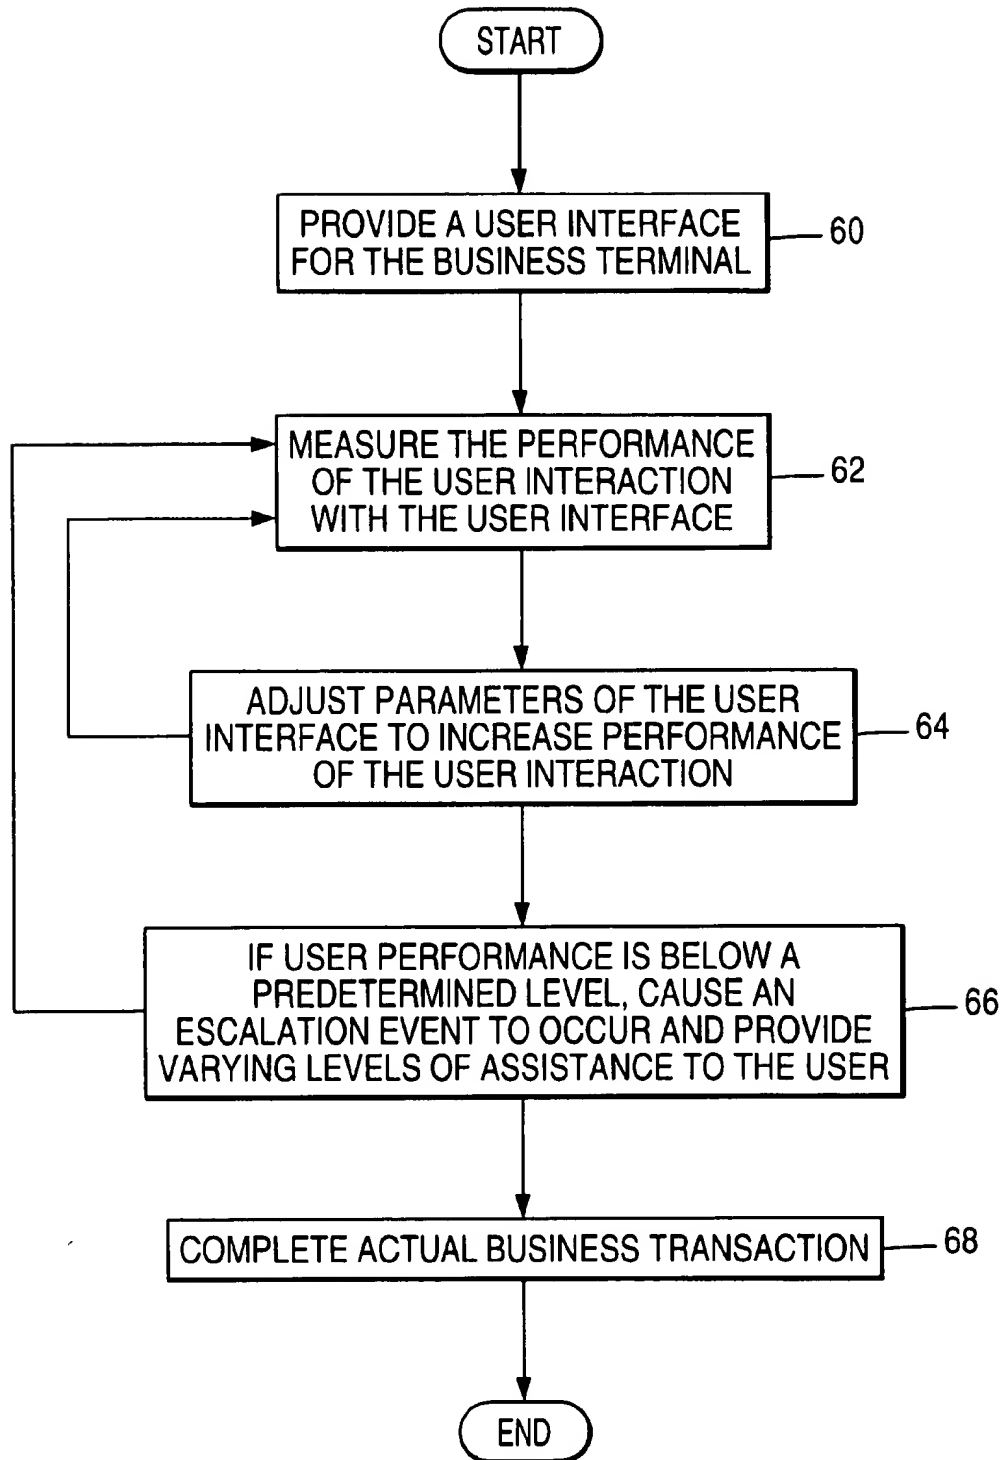 START
PROVIDE A USER INTERFACE
FOR THE BUSINESS TERMINAL
60
MEASURE THE PERFORMANCE
OF THE USER INTERACTION
WITH THE USER INTERFACE
62
ADJUST PARAMETERS OF THE USER
INTERFACE TO INCREASE PERFORMANCE
OF THE USER INTERACTION
64
IF USER PERFORMANCE IS BELOW A
PREDETERMINED LEVEL, CAUSE AN
ESCALATION EVENT TO OCCUR AND PROVIDE
VARYING LEVELS OF ASSISTANCE TO THE USER
66
COMPLETE ACTUAL BUSINESS TRANSACTION
68
END